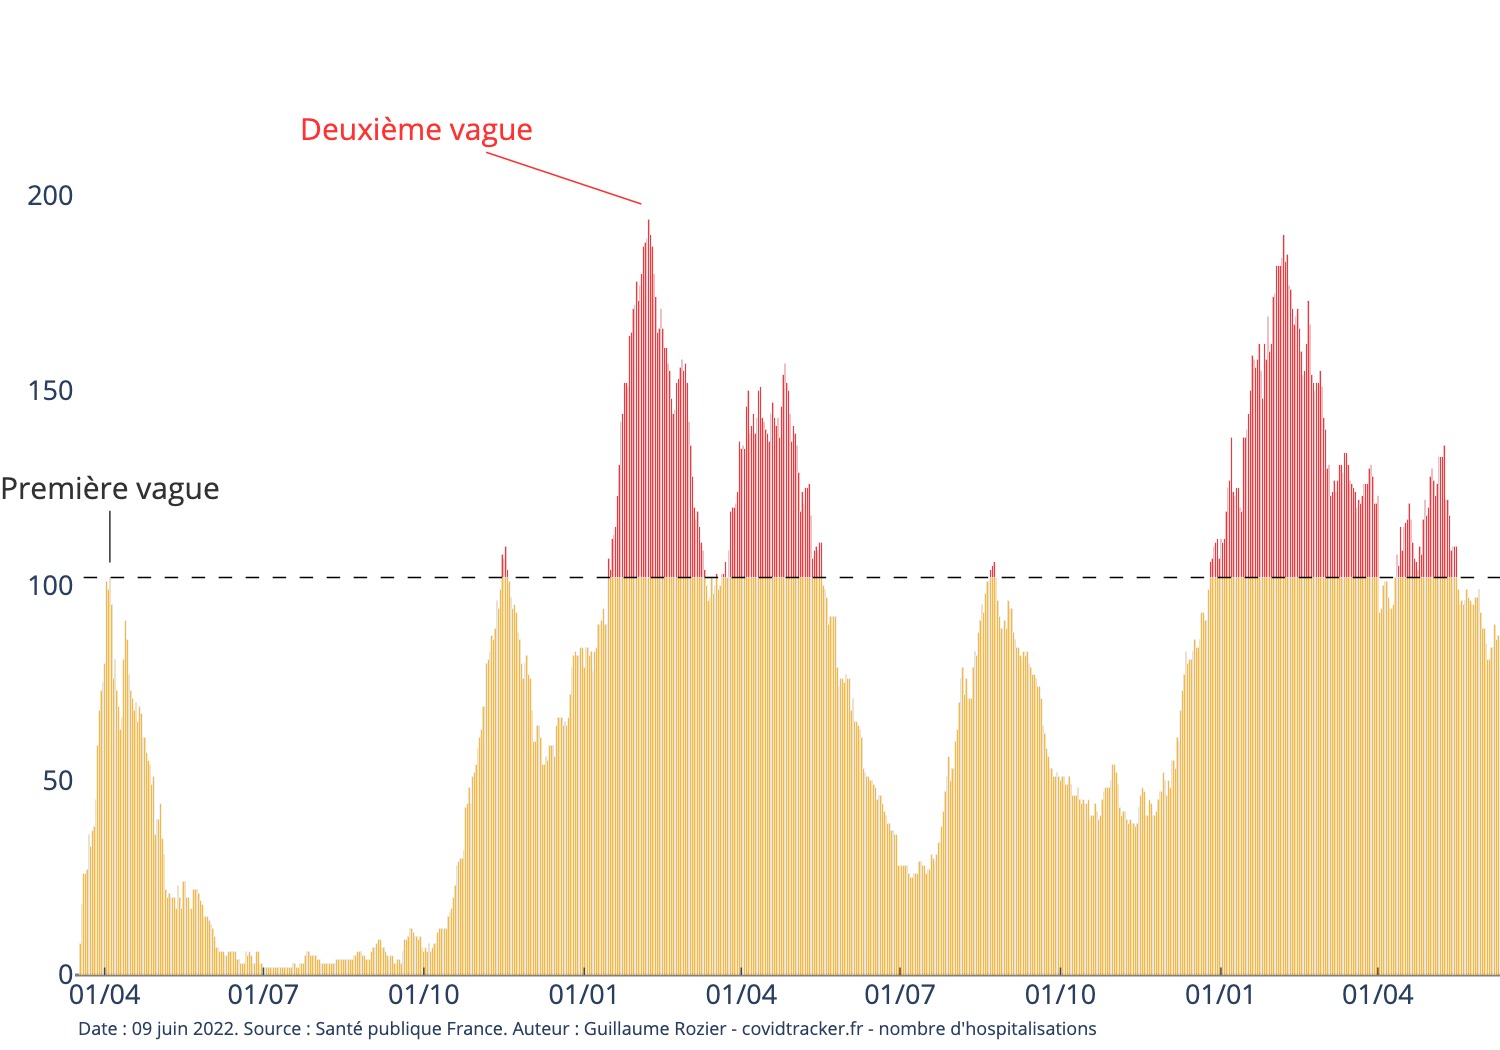 Deuxième vague
200
150
Première vague
100
50
0
01/04 01/07 01/10 01/01 01/04 01/07 01/10 01/01 01/04
Date : 09 juin 2022. Source : Santé publique France. Auteur : Guillaume Rozier - covidtracker.fr - nombre d'hospitalisations